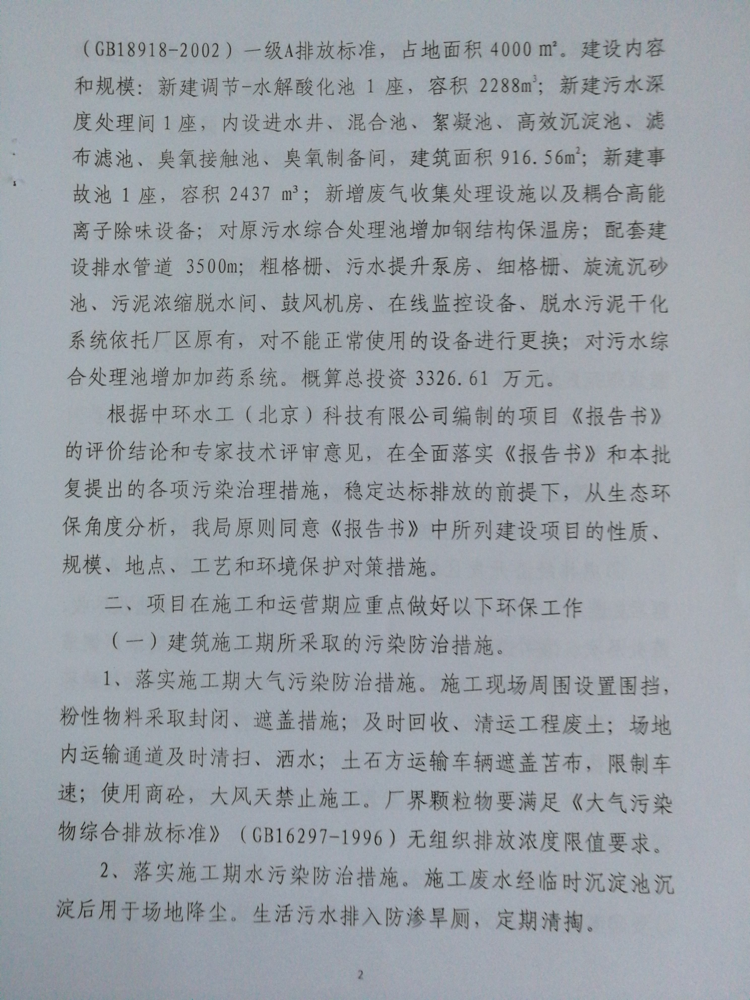 （GB18918-2002）一级A排放标准，占地面积 4000 ㎡。建设内容
和规模：新建调节-水解酸化池 1 座，容积 2288m³；新建污水深
度处理间 1 座，内设进水井、混合池、絮凝池、高效沉淀池、滤
布滤池、臭氧接触池、臭氧制备间，建筑面积 916.56m²；新建事
故池 1 座，容积 2437 m³；新增废气收集处理设施以及耦合高能
离子除味设备；对原污水综合处理池增加钢结构保温房；配套建
设排水管道 3500m；粗格栅、污水提升泵房、细格栅、旋流沉砂
池、污泥浓缩脱水间、鼓风机房、在线监控设备、脱水污泥干化
系统依托厂区原有，对不能正常使用的设备进行更换；对污水综
合处理池增加加药系统。概算总投资 3326.61 万元。
根据中环水工（北京）科技有限公司编制的项目《报告书》
的评价结论和专家技术评审意见，在全面落实《报告书》和本批
复提出的各项污染治理措施，稳定达标排放的前提下，从生态环
保角度分析，我局原则同意《报告书》中所列建设项目的性质、
规模、地点、工艺和环境保护对策措施。
二、项目在施工和运营期应重点做好以下环保工作
（一）建筑施工期所采取的污染防治措施。
1、落实施工期大气污染防治措施。施工现场周围设置围挡，
粉性物料采取封闭、遮盖措施；及时回收、清运工程废土；场地
内运输通道及时清扫、洒水；土石方运输车辆遮盖苫布，限制车
速；使用商砼，大风天禁止施工。厂界颗粒物要满足《大气污染
物综合排放标准》（GB16297-1996）无组织排放浓度限值要求。
2、落实施工期水污染防治措施。施工废水经临时沉淀池沉
淀后用于场地降尘。生活污水排入防渗旱厕，定期清掏。
2